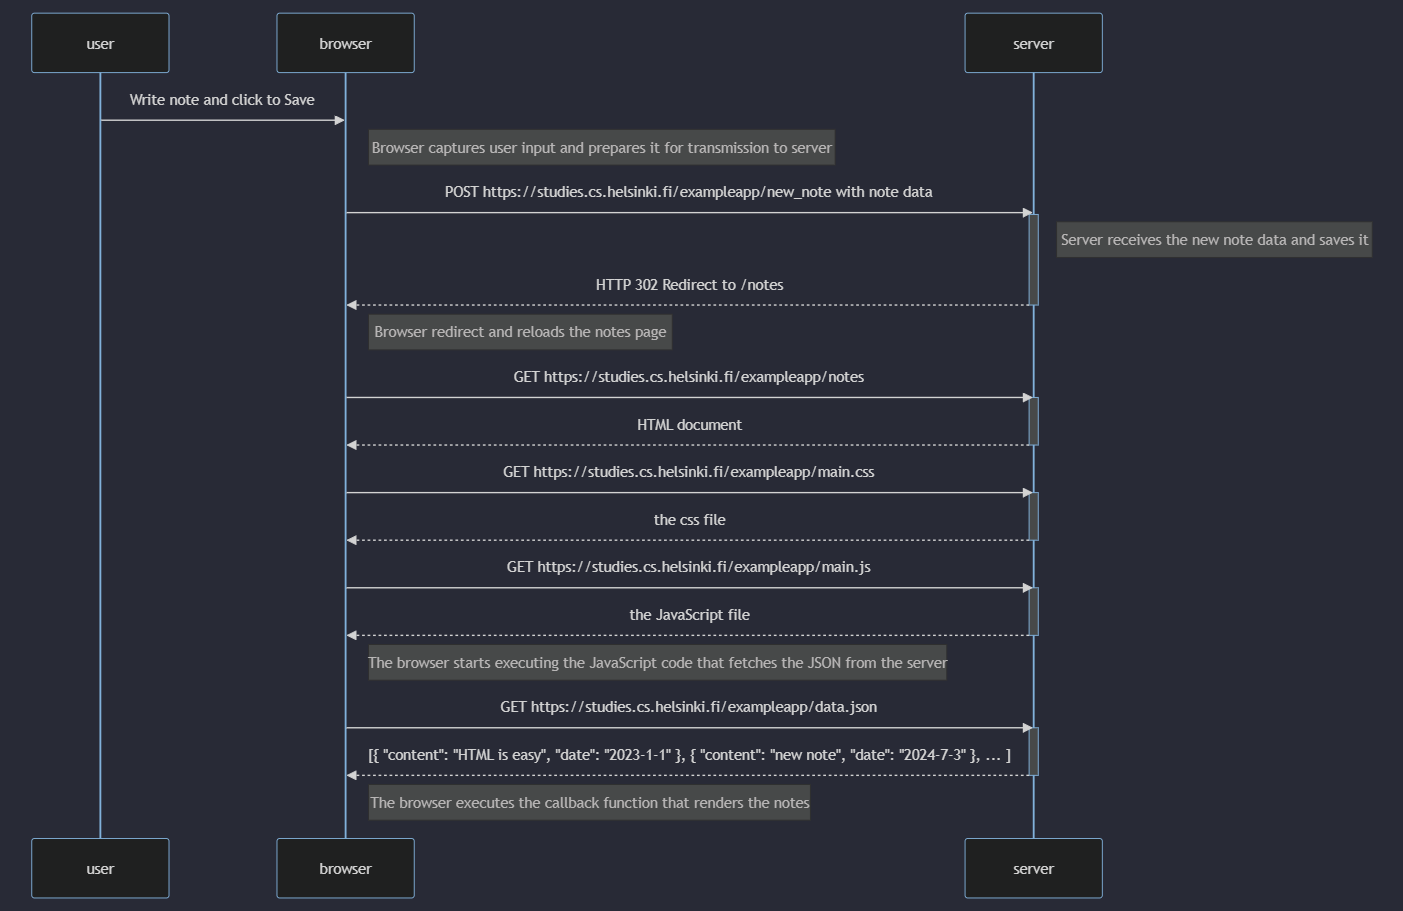 user
browser
server
Write note and click to Save
Browser captures user input and prepares it for transmission to server
POST https://studies.cs.helsinki.fi/exampleapp/new_note with note data
Server receives the new note data and saves it
HTTP 302 Redirect to /notes
Browser redirect and reloads the notes page
GET https://studies.cs.helsinki.fi/exampleapp/notes
HTML document
GET https://studies.cs.helsinki.fi/exampleapp/main.css
the css file
GET https://studies.cs.helsinki.fi/exampleapp/main.js
the JavaScript file
The browser starts executing the JavaScript code that fetches the JSON from the server
GET https://studies.cs.helsinki.fi/exampleapp/data.json
[{ "content": "HTML is easy", "date": "2023-1-1" }, { "content": "new note", "date": "2024-7-3" }, ... ]
The browser executes the callback function that renders the notes
user
browser
server